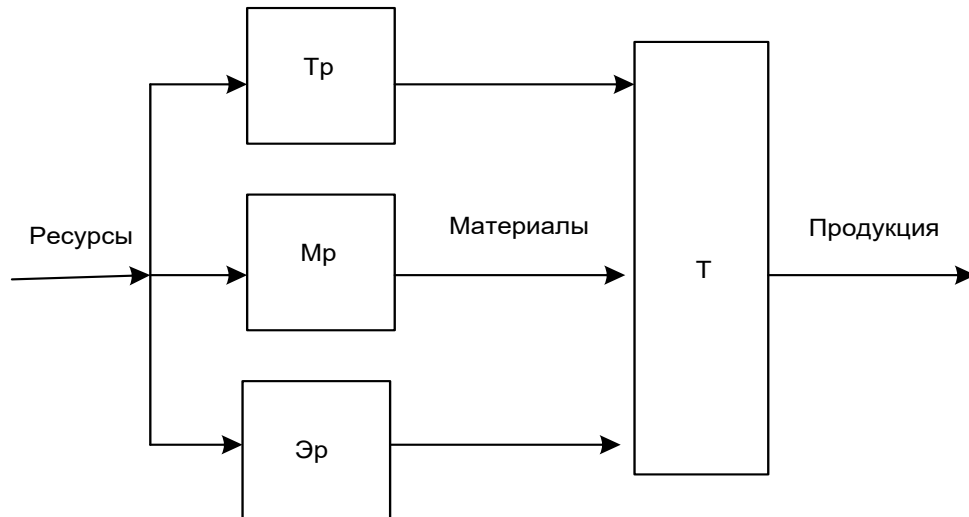 Тр
Ресурсы
Мр
Материалы
Т
Продукция
Эр